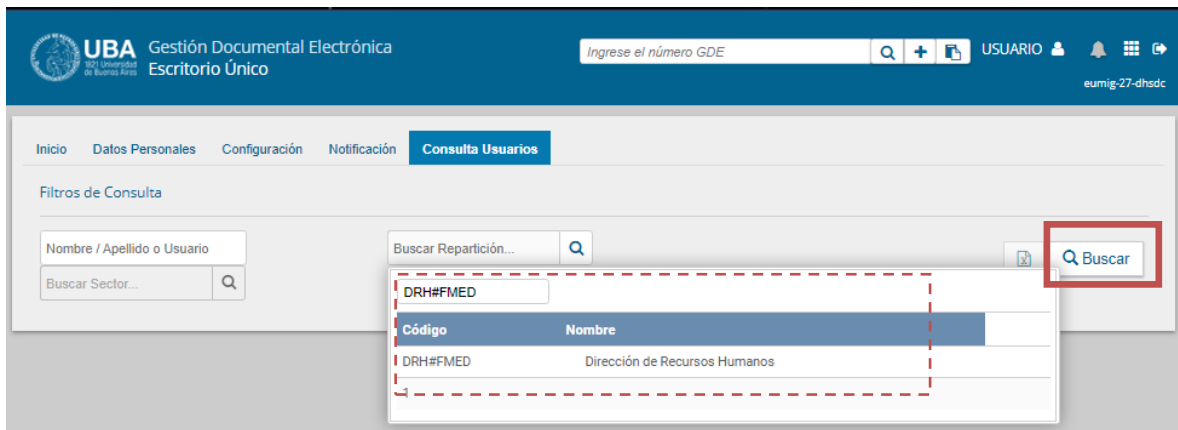 UBA
1821 Universidad
de Buenos Aires
Gestión Documental Electrónica
Escritorio Único
Ingrese el número GDE
USUARIO
eumig-27-dhsdc
Inicio
Datos Personales
Configuración
Notificación
Consulta Usuarios
Filtros de Consulta
Nombre / Apellido o Usuario
Buscar Repartición...
Buscar
Buscar Sector...
DRH#FMED
Código
Nombre
DRH#FMED
Dirección de Recursos Humanos
1